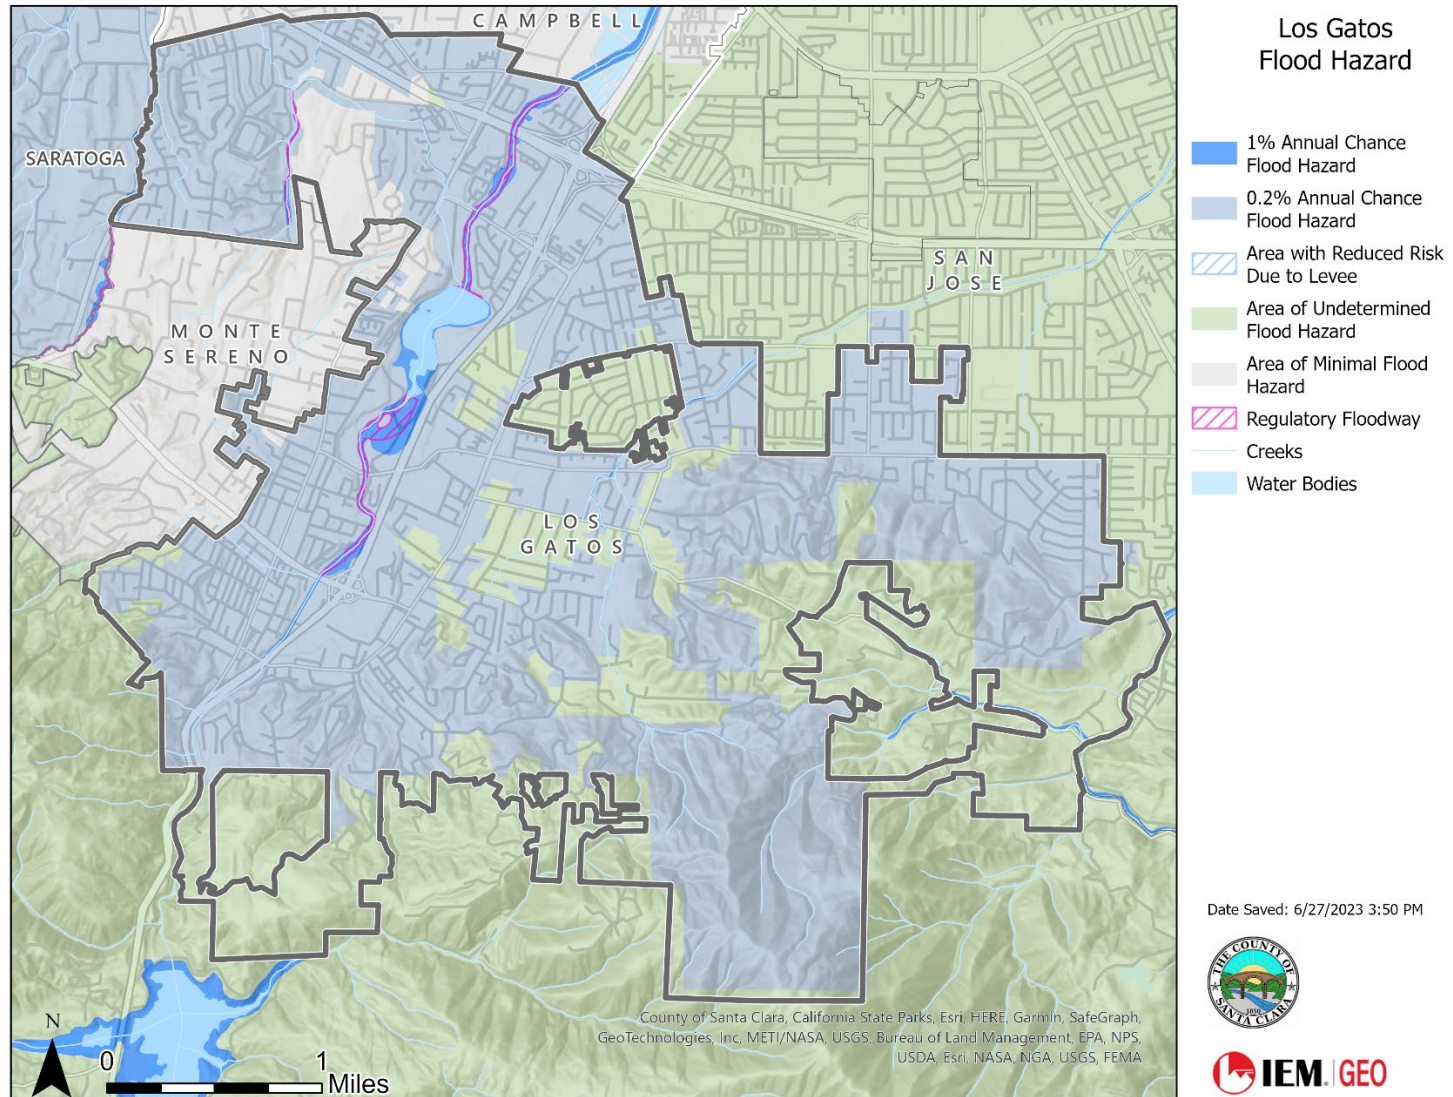 CAMPBELL
SARATOGA
SAN
JOSE
MONTE
SERENO
LOS
GATOS
County of Santa Clara, California State Parks, Esri, HERE, Garmin, SafeGraph,
GeoTechnologies, Inc, METI/NASA, USGS, Bureau of Land Management, EPA, NPS,
USDA, Esri, NASA, NGA, USGS, FEMA
N
0 1
Miles
Los Gatos
Flood Hazard
1% Annual Chance
Flood Hazard
0.2% Annual Chance
Flood Hazard
Area with Reduced Risk
Due to Levee
Area of Undetermined
Flood Hazard
Area of Minimal Flood
Hazard
Regulatory Floodway
Creeks
Water Bodies
Date Saved: 6/27/2023 3:50 PM
THE COUNTY OF
SANTA CLARA
1850
IEM. | GEO